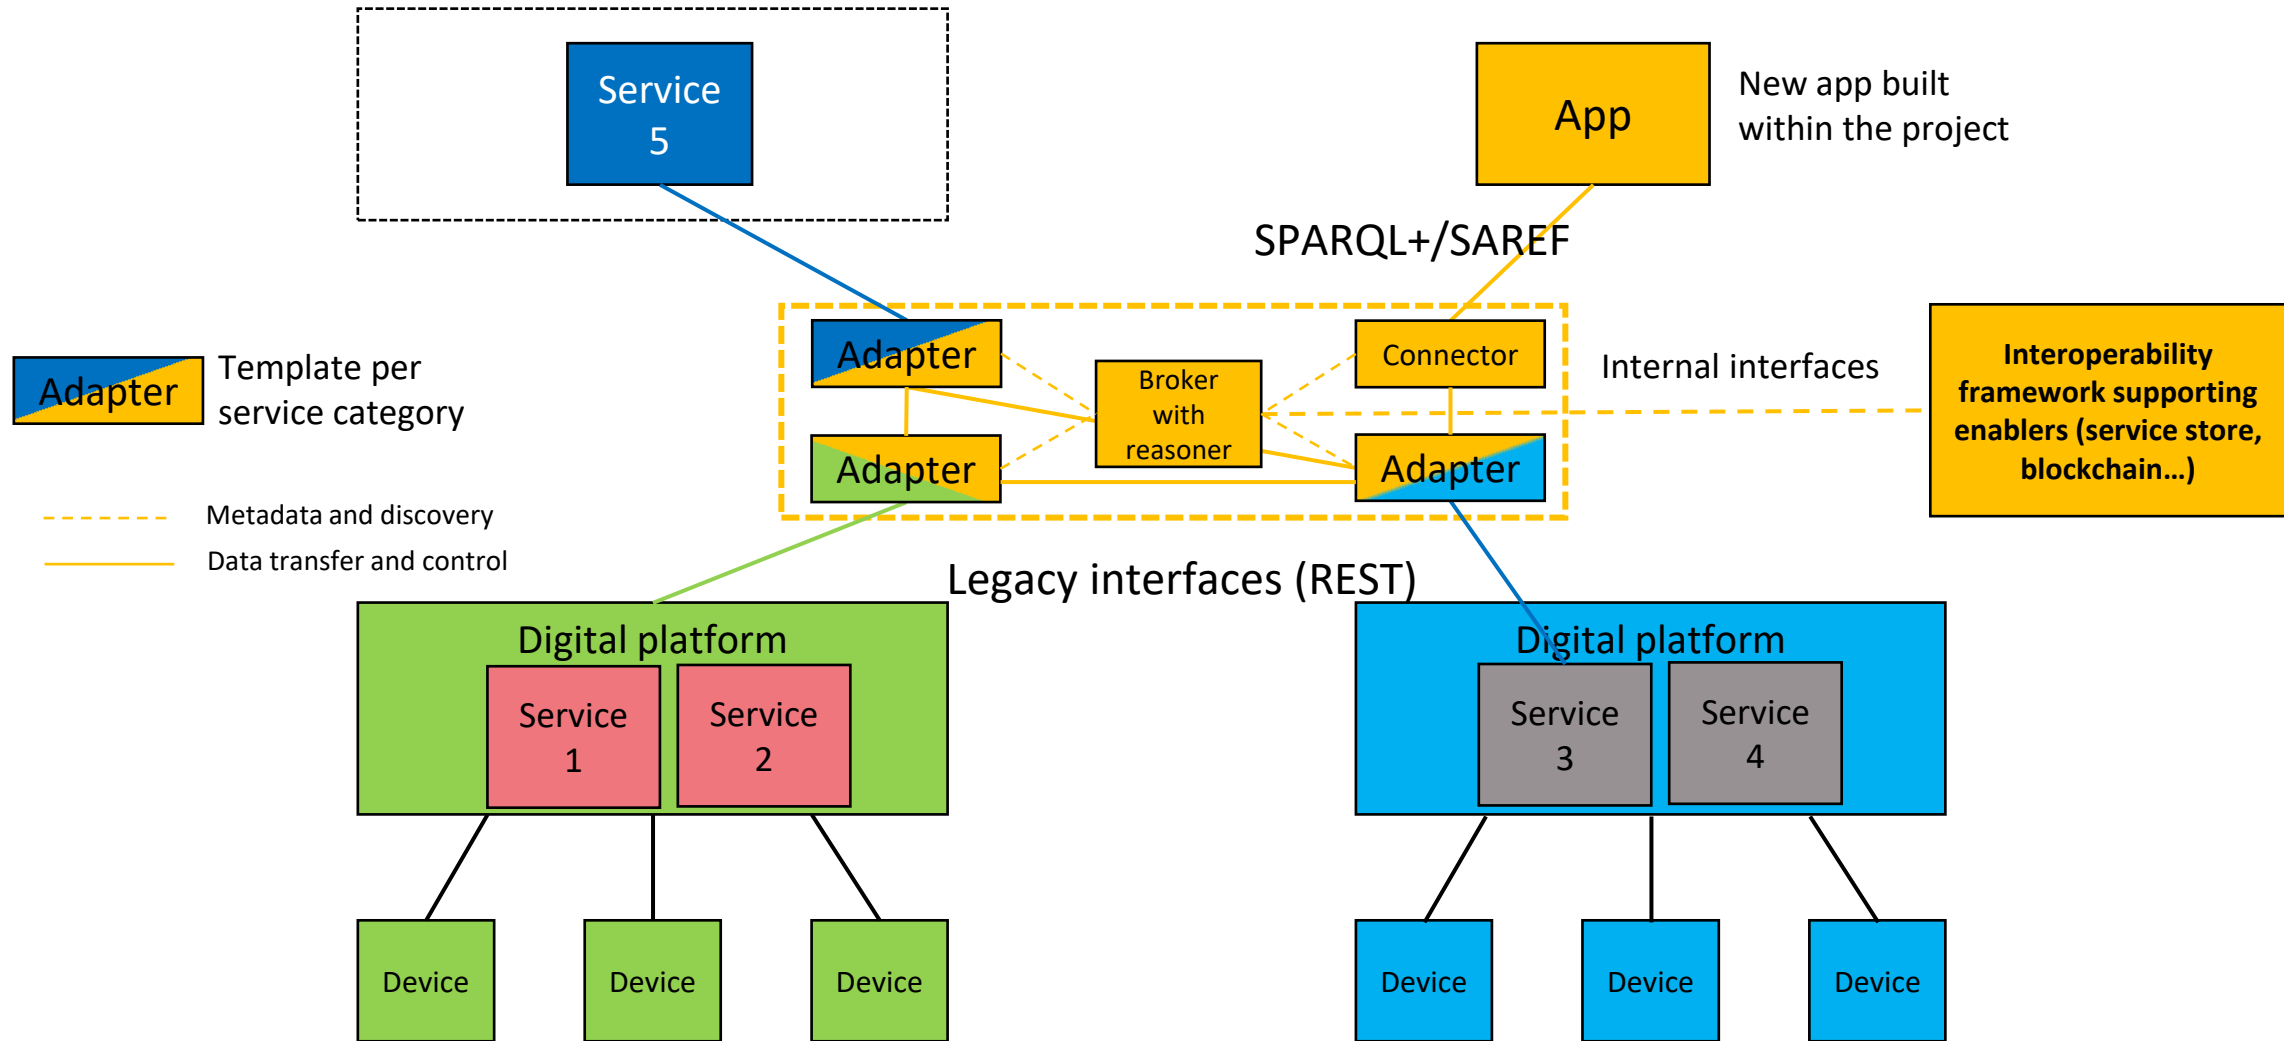 Service
5
App
New app built
within the project
SPARQL+/SAREF
Adapter
Template per
service category
Adapter
Connector
Broker
with
reasoner
Adapter
Adapter
Internal interfaces
Interoperability
framework supporting
enablers (service store,
blockchain…)
Metadata and discovery
Data transfer and control
Legacy interfaces (REST)
Digital platform
Service
1
Service
2
Digital platform
Service
3
Service
4
Device
Device
Device
Device
Device
Device